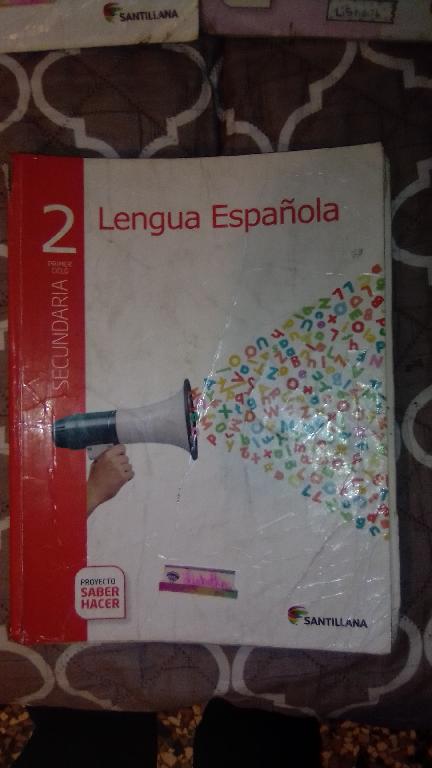 SANTILLANA
2
PRIMER
CICLO
SECUNDARIA
Lengua Española
PROYECTO
SABER
HACER
SANTILLANA